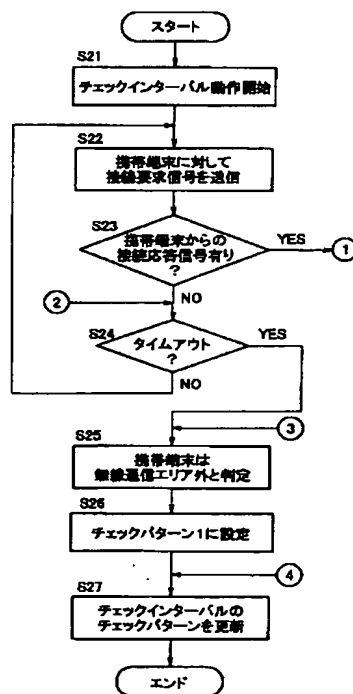 スタート
S21
チェックインターバル動作開始
S22
携帯端末に対して
接続要求信号を送信
S23
携帯端末からの
接続応答信号有り
?
YES
1
NO
2
S24
タイムアウト
?
YES
NO
3
S25
携帯端末は
無線通信エリア外と判定
S26
チェックパターン1に設定
4
S27
チェックインターバルの
チェックパターンを更新
エンド